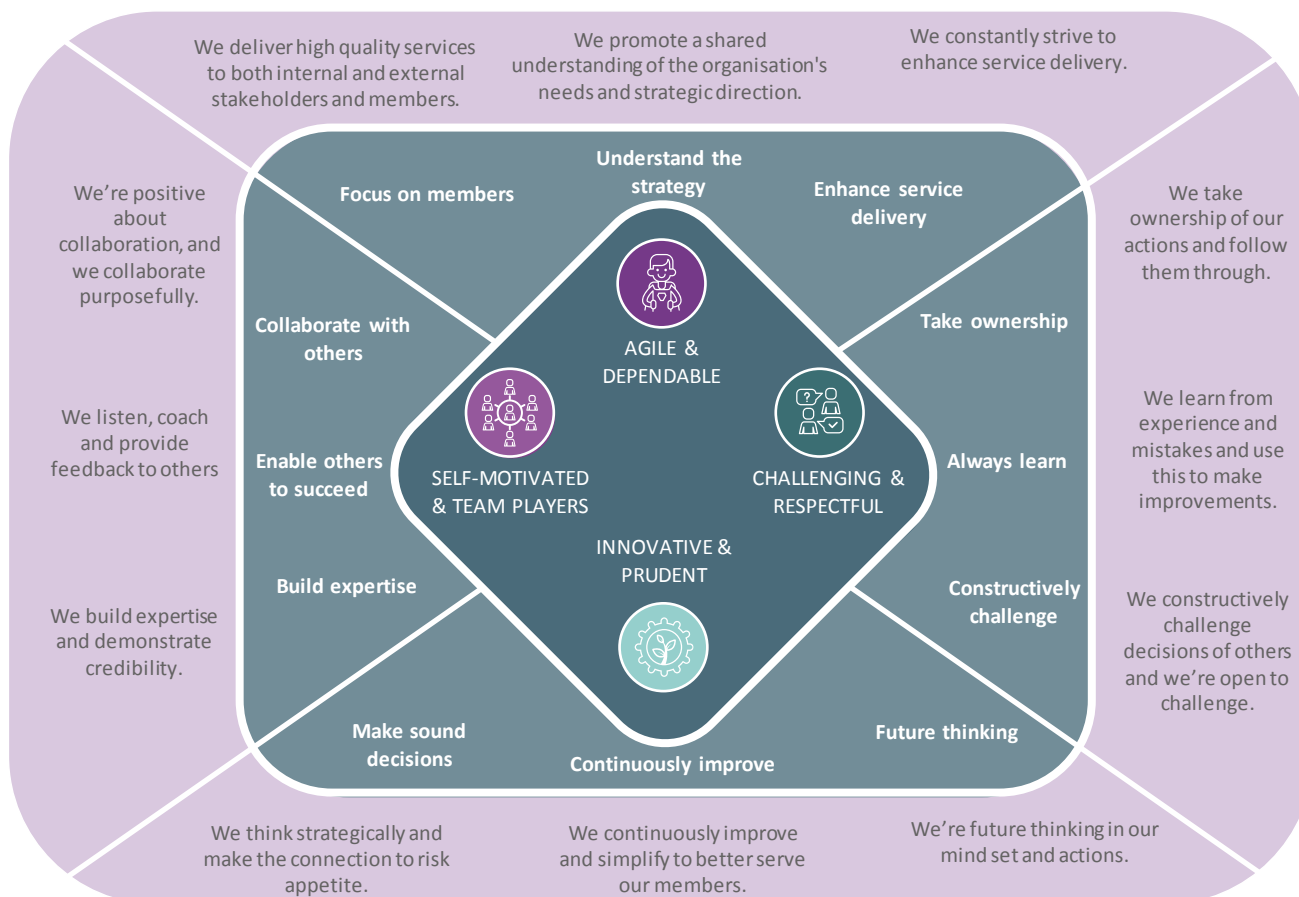 We deliver high quality services
to both internal and external
stakeholders and members.
We promote a shared
understanding of the organisation's
needs and strategic direction.
We constantly strive to
enhance service delivery.
Focus on members
Understand the
strategy
Enhance service
delivery
We're positive
about
collaboration, and
we collaborate
purposefully.
We listen, coach
and provide
feedback to others
We build expertise
and demonstrate
credibility.
Collaborate with
others
Enable others
to succeed
Build expertise
AGILE &
DEPENDABLE
SELF-MOTIVATED
& TEAM PLAYERS
?
CHALLENGING &
RESPECTFUL
INNOVATIVE &
PRUDENT
Take ownership
Always learn
Constructively
challenge
We take
ownership of our
actions and follow
them through.
We learn from
experience and
mistakes and use
this to make
improvements.
We constructively
challenge
decisions of others
and we're open to
challenge.
Make sound
decisions
Continuously improve
Future thinking
We think strategically and
make the connection to risk
appetite.
We continuously improve
and simplify to better serve
our members.
We're future thinking in our
mind set and actions.